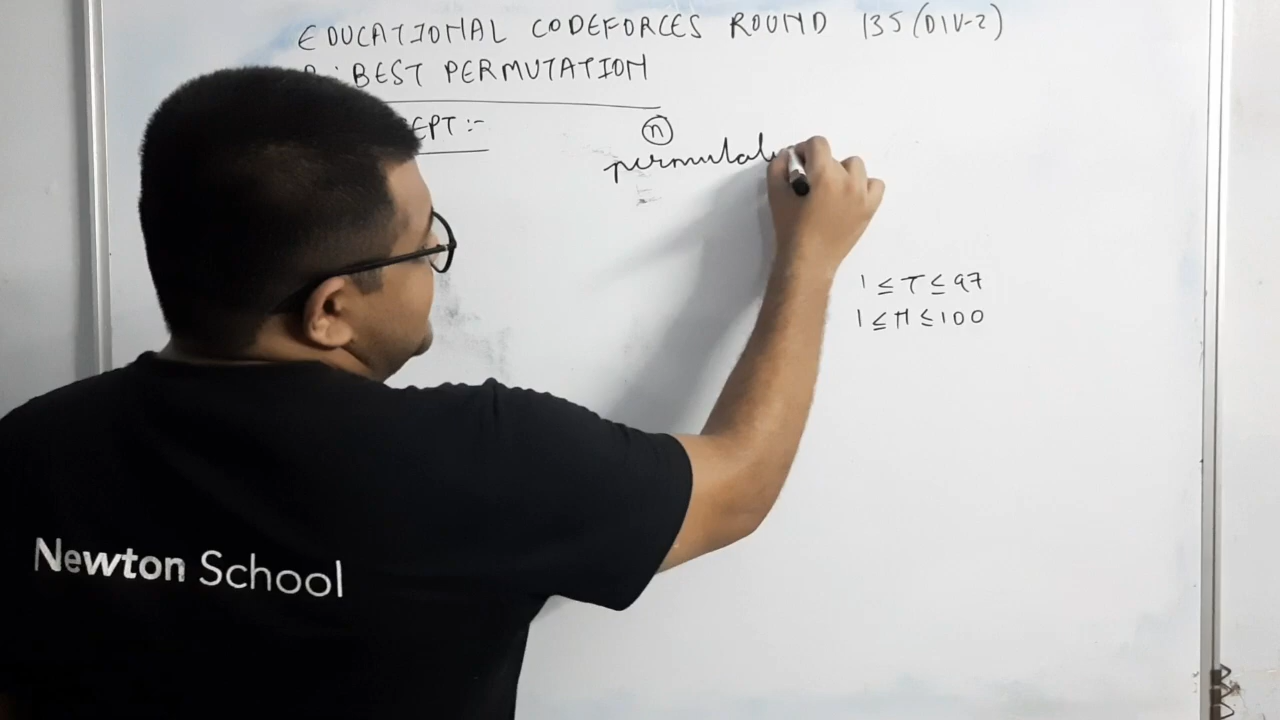 EDUCATIONAL CODEFORCES ROUND 135 (DIV-2)
BEST PERMUTATION
EPT :-
n
permutat
1 ≤ T ≤ 97
1 ≤ N ≤ 100
Newton School